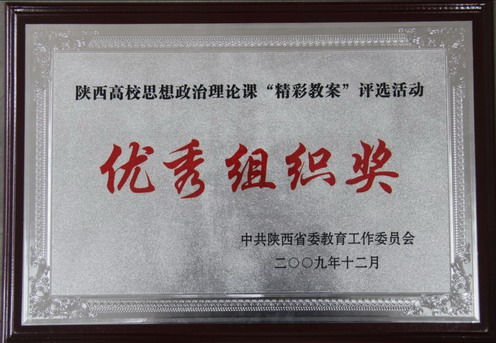 陕西高校思想政治理论课“精彩教案”评选活动
优秀组织奖
中共陕西省委教育工作委员会
二〇〇九年十二月